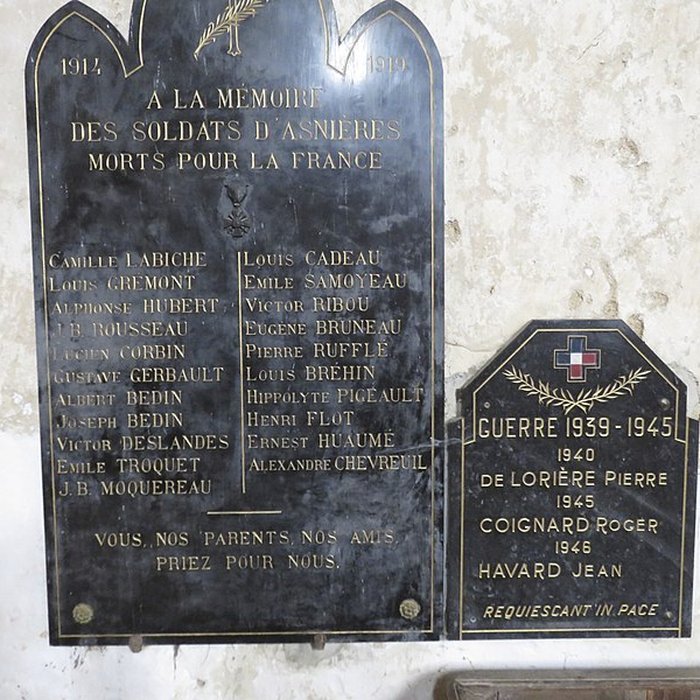 1914 1919
A LA MÉMOIRE
DES SOLDATS D'ASNIÈRES
MORTS POUR LA FRANCE
CAMILLE LABICHE
LOUIS GREMONT
ALPHONSE HUBERT
J.B. ROUSSEAU
LUCIEN CORBIN
GUSTAVE GERBAULT
ALBERT BEDIN
JOSEPH BEDIN
VICTOR DESLANDES
EMILE TROQUET
J.B. MOQUEREAU
LOUIS CADEAU
EMILE SAMOYEAU
VICTOR RIBOU
EUGÈNE BRUNEAU
PIERRE RUFFLÉ
LOUIS BRÉHIN
HIPPOLYTE PIGEAULT
HENRI FLOT
ERNEST HUAUMÉ
ALEXANDRE CHEVREUIL
VOUS, NOS PARENTS, NOS AMIS,
PRIEZ POUR NOUS.
GUERRE 1939-1945
1940
DE LORIÈRE PIERRE
1945
COIGNARD ROGER
1946
HAVARD JEAN
REQUIESCANT IN PACE